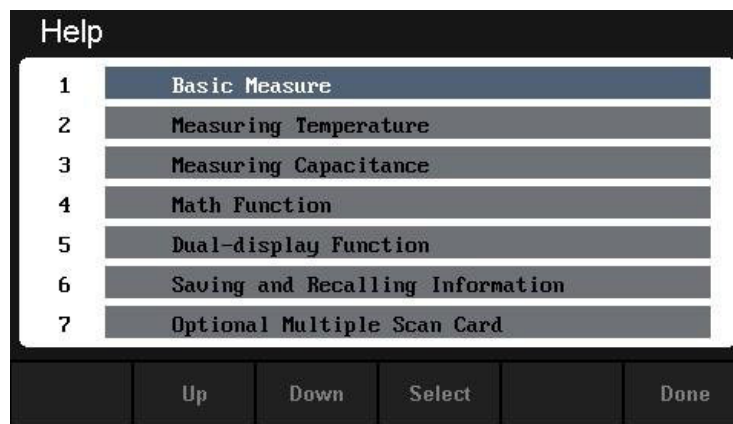 Help
1 Basic Measure
2 Measuring Temperature
3 Measuring Capacitance
4 Math Function
5 Dual-display Function
6 Saving and Recalling Information
7 Optional Multiple Scan Card
Up Down Select Done